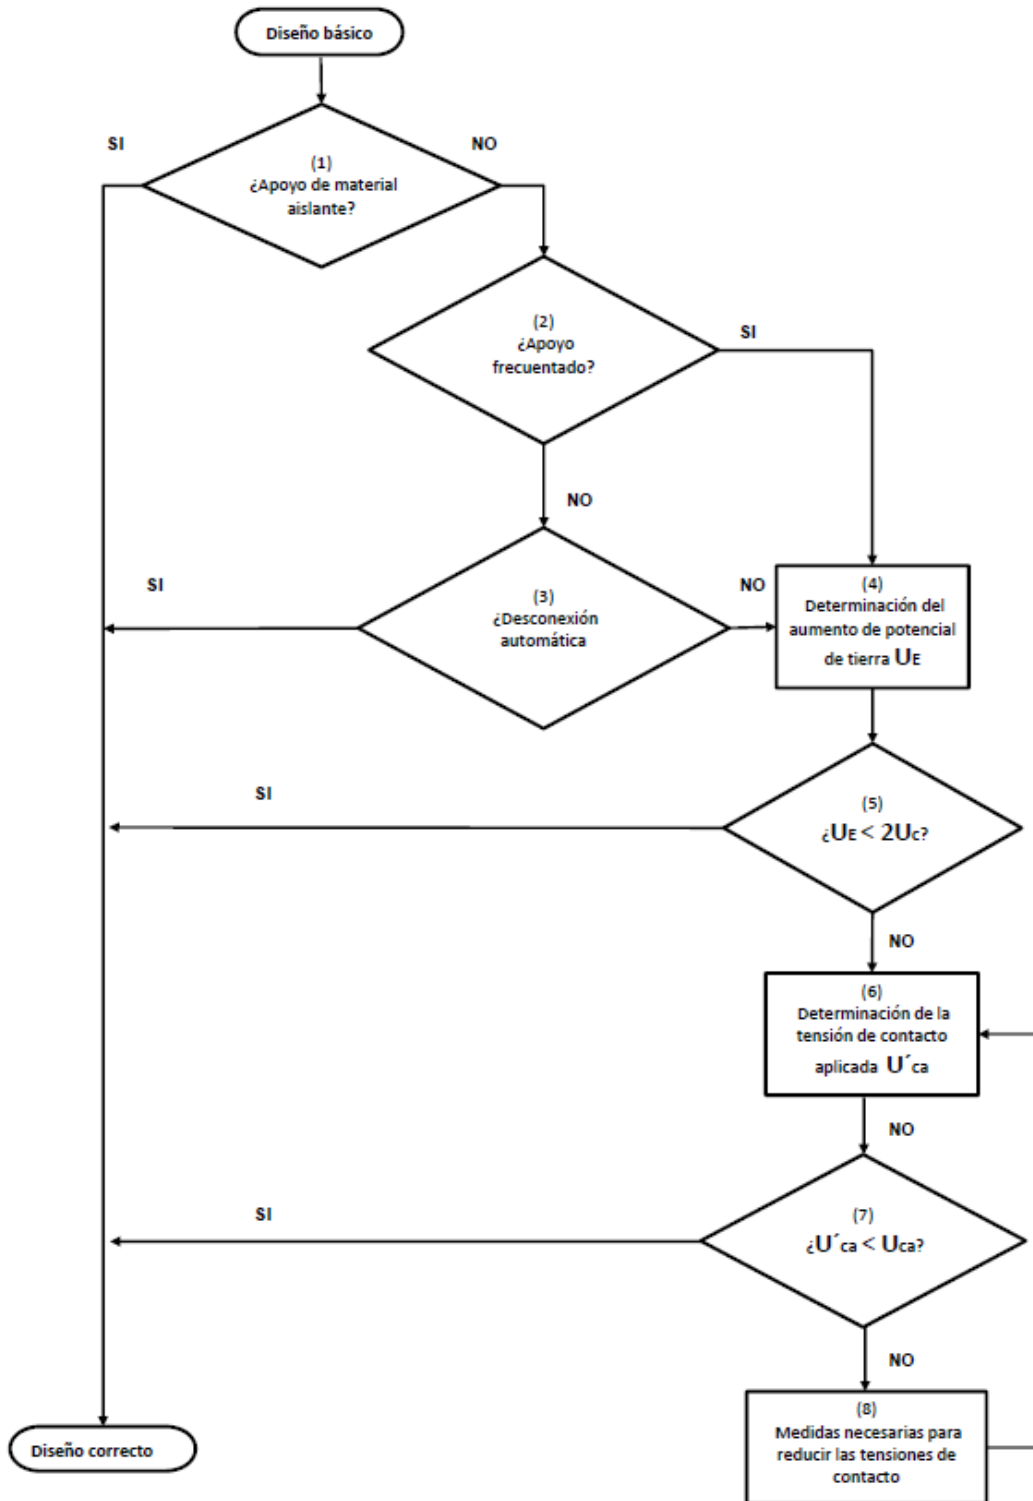 Diseño básico
SI
NO
(1)
¿Apoyo de material
aislante?
(2)
¿Apoyo
frecuentado?
SI
NO
SI
(3)
¿Desconexión
automática
NO
(4)
Determinación del
aumento de potencial
de tierra UE
SI
(5)
¿UE < 2Uc?
NO
(6)
Determinación de la
tensión de contacto
aplicada U´ca
NO
SI
(7)
¿U´ca < Uca?
NO
(8)
Medidas necesarias para
reducir las tensiones de
contacto
Diseño correcto